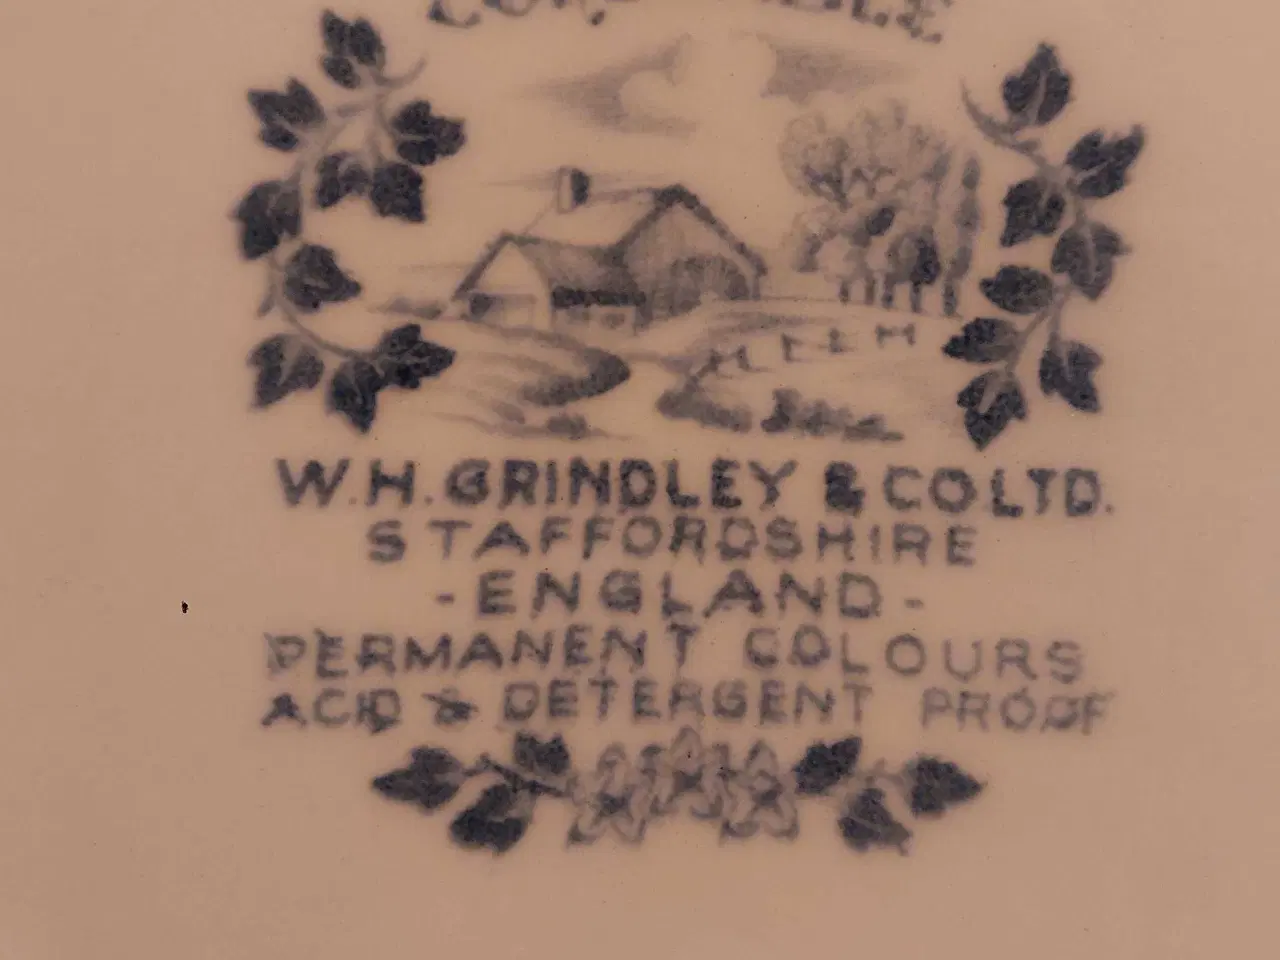 W.H. GRINDLEY & CO LTD.
STAFFORDSHIRE
- ENGLAND -
PERMANENT COLOURS
ACID & DETERGENT PROOF